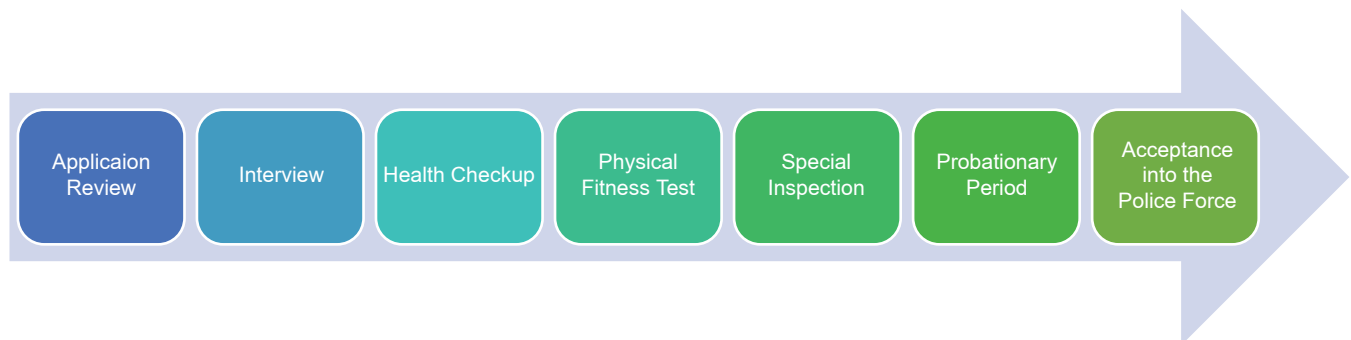 Applicaion
Review
Interview
Health Checkup
Physical
Fitness Test
Special
Inspection
Probationary
Period
Acceptance
into the
Police Force